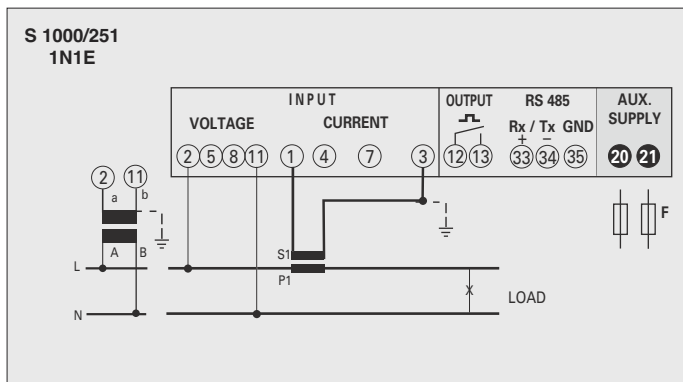 S 1000/251
1N1E
INPUT
VOLTAGE
CURRENT
2 5 8 11 1 4 7 3
OUTPUT
12 13
RS 485
Rx / Tx GND
+ −
33 34 35
AUX.
SUPPLY
20 21
F
2 11
a b
A B
L
N
S1
P1
X
LOAD